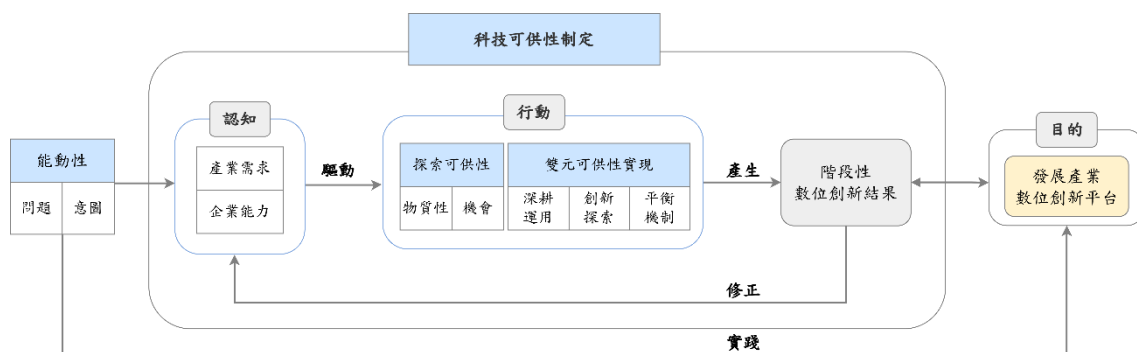 科技可供性制定
認知
行動
目的
能動性
問題
意圖
產業需求
企業能力
驅動
探索可供性
物質性
機會
雙元可供性實現
深耕
運用
創新
探索
平衡
機制
產生
階段性
數位創新結果
發展產業
數位創新平台
修正
實踐